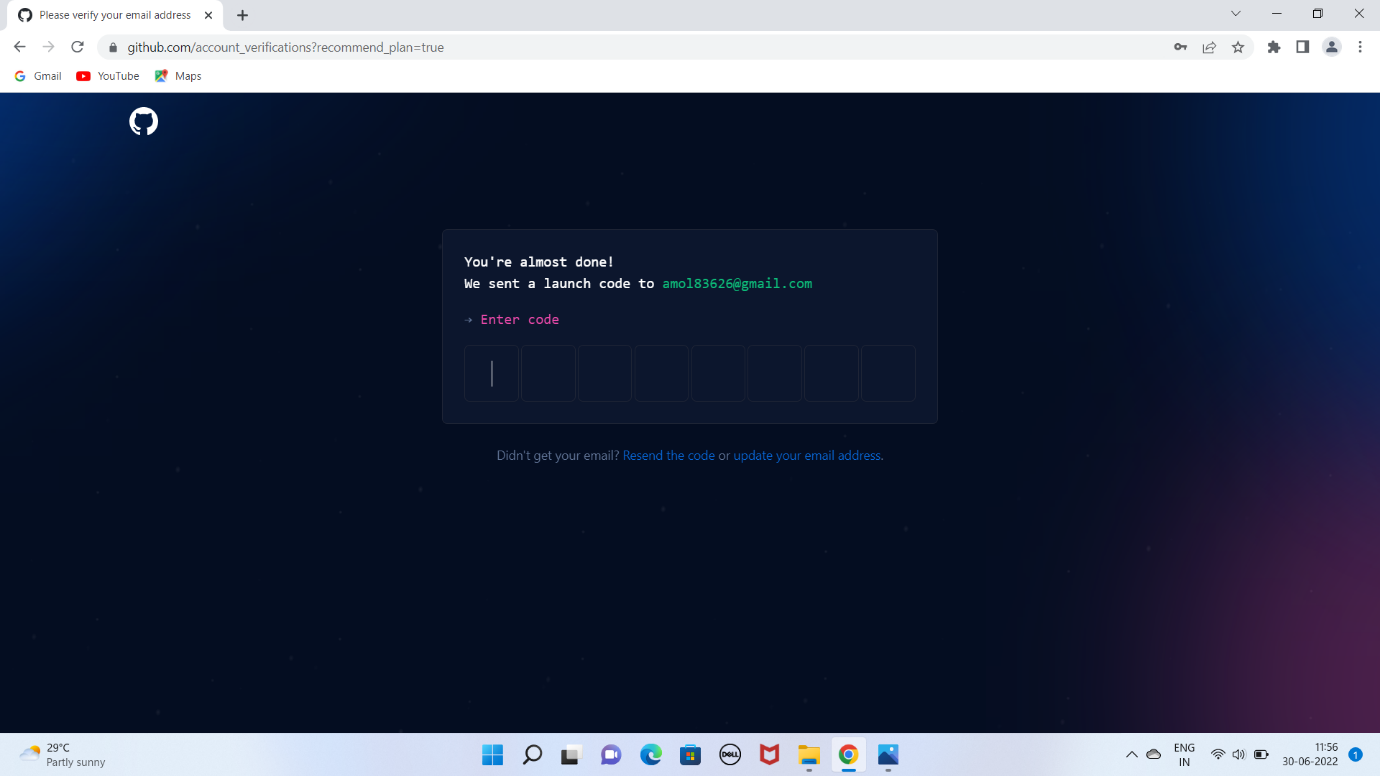 Please verify your email address
github.com/account_verifications?recommend_plan=true
Gmail YouTube Maps
You're almost done!
We sent a launch code to amol83626@gmail.com
→ Enter code
Didn't get your email? Resend the code or update your email address.
29°C
Partly sunny
DELL
ENG
IN
11:56
30-06-2022
1